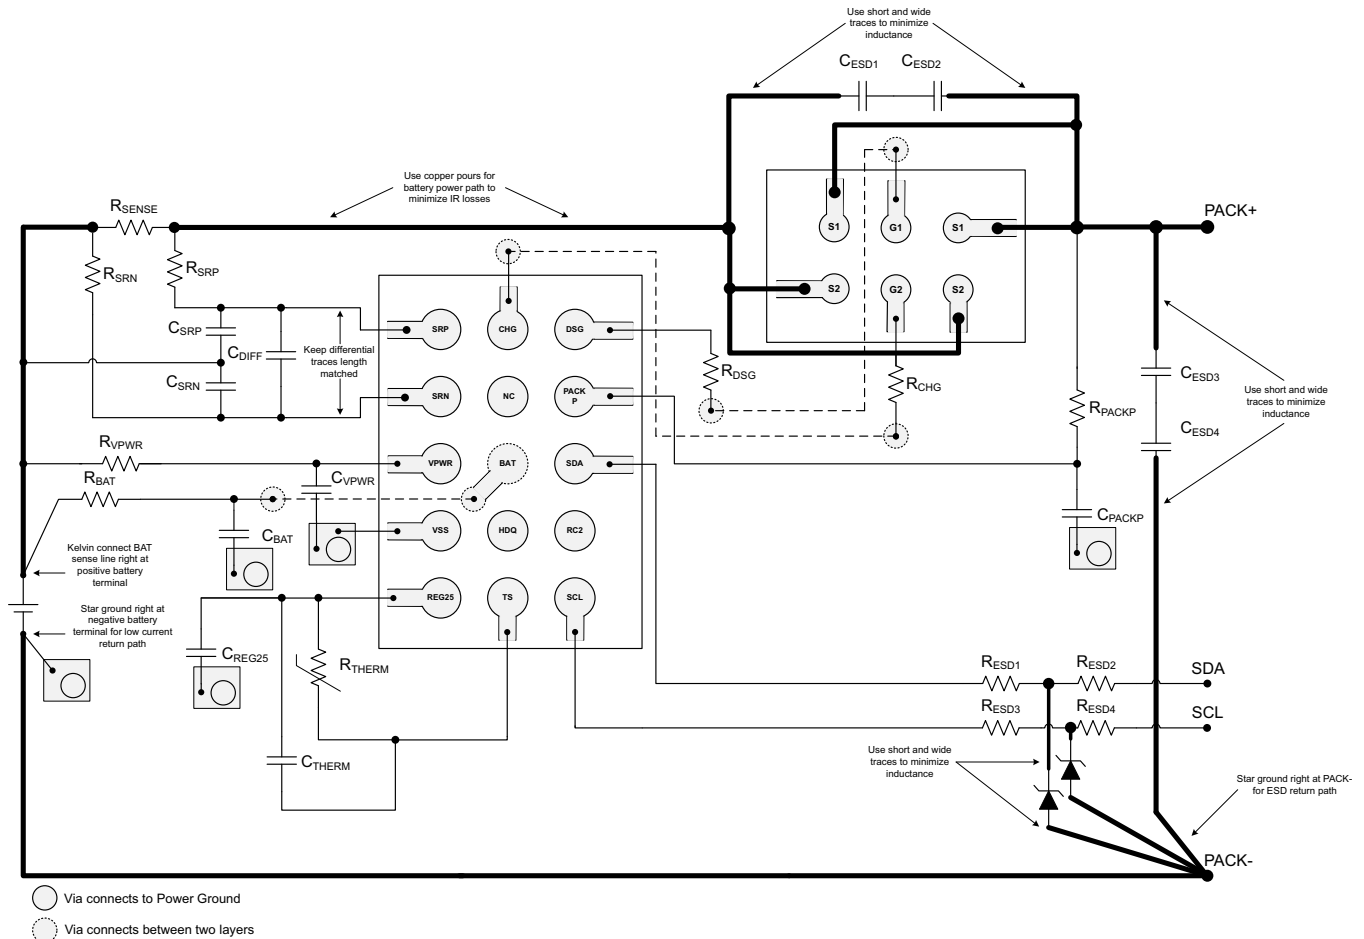 Use short and wide
traces to minimize
inductance
CESD1
CESD2
Use copper pours for
battery power path to
minimize IR losses
RSENSE
PACK+
S1
G1
S1
RSRN
RSRP
S2
G2
S2
SRP
CHG
DSG
CSRP
CDIFF
Keep differential
traces length
matched
CSRN
RDSG
RCHG
CESD3
Use short and wide
traces to minimize
inductance
SRN
NC
PACK
P
RPACKP
CESD4
RVPWR
VPWR
BAT
SDA
RBAT
CVPWR
CPACKP
CBAT
VSS
HDQ
RC2
Kelvin connect BAT
sense line right at
positive battery
terminal
REG25
TS
SCL
Star ground right at
negative battery
terminal for low current
return path
CREG25
RTHERM
RESD1
RESD2
SDA
RESD3
RESD4
SCL
CTHERM
Use short and wide
traces to minimize
inductance
Star ground right at PACK-
for ESD return path
PACK-
Via connects to Power Ground
Via connects between two layers